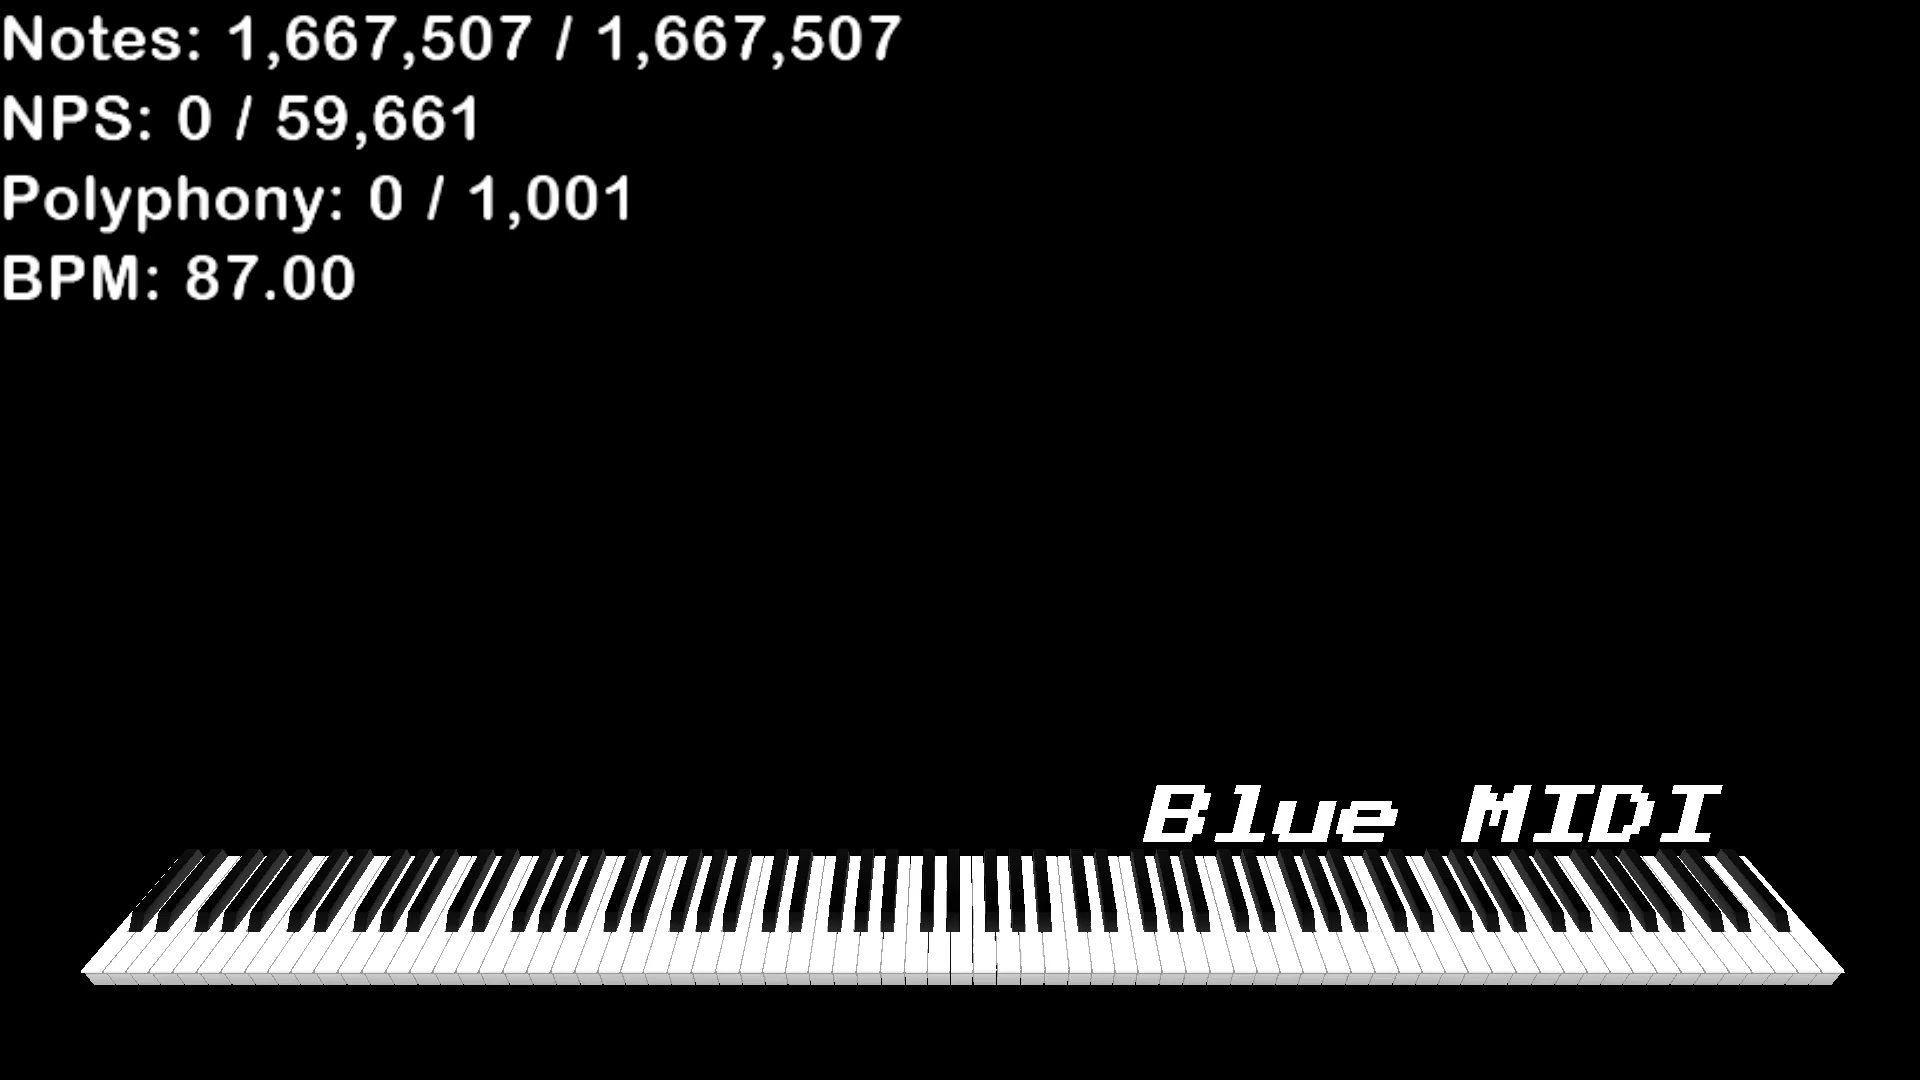 Notes: 1,667,507 / 1,667,507
NPS: 0 / 59,661
Polyphony: 0 / 1,001
BPM: 87.00
Blue MIDI